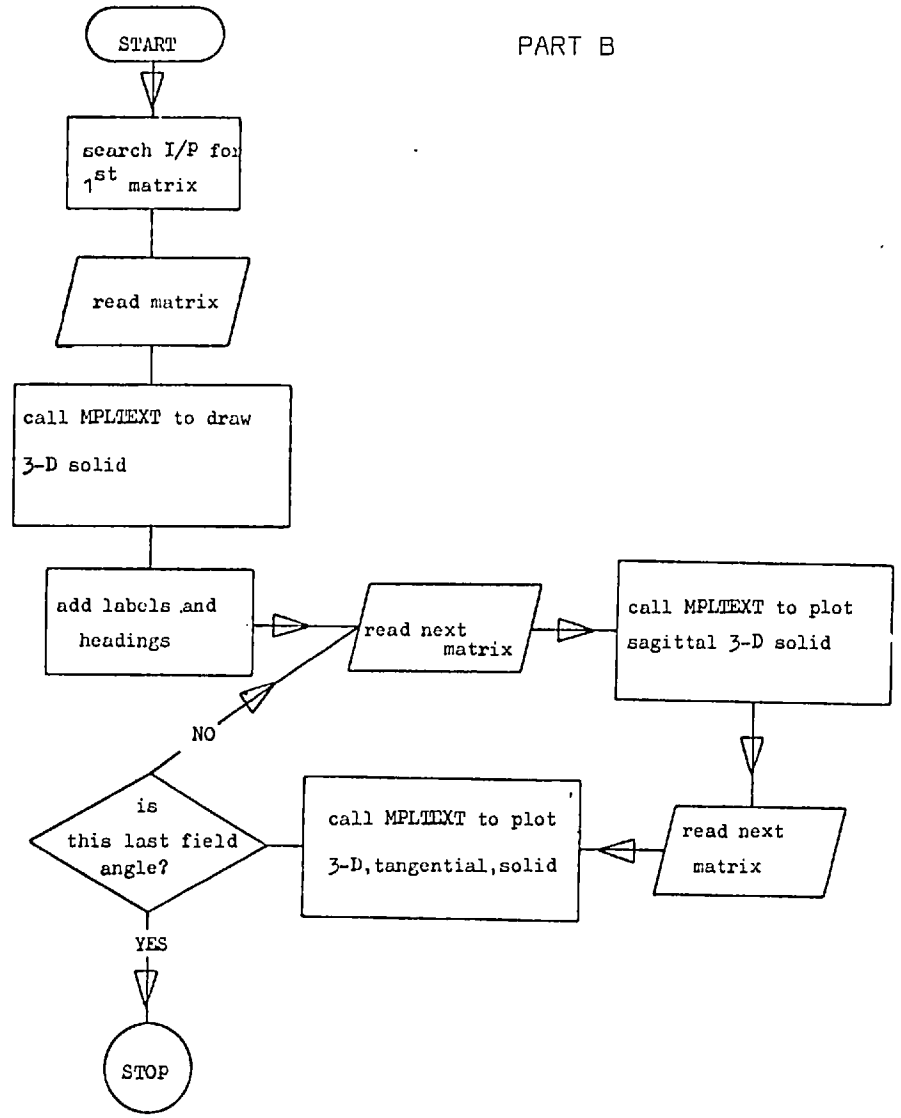 PART B
START
search I/P for
1st matrix
read matrix
call MPLTEXT to draw
3-D solid
add labels and
headings
read next
matrix
call MPLTEXT to plot
sagittal 3-D solid
read next
matrix
call MPLTEXT to plot
3-D,tangential,solid
is
this last field
angle?
NO
YES
STOP